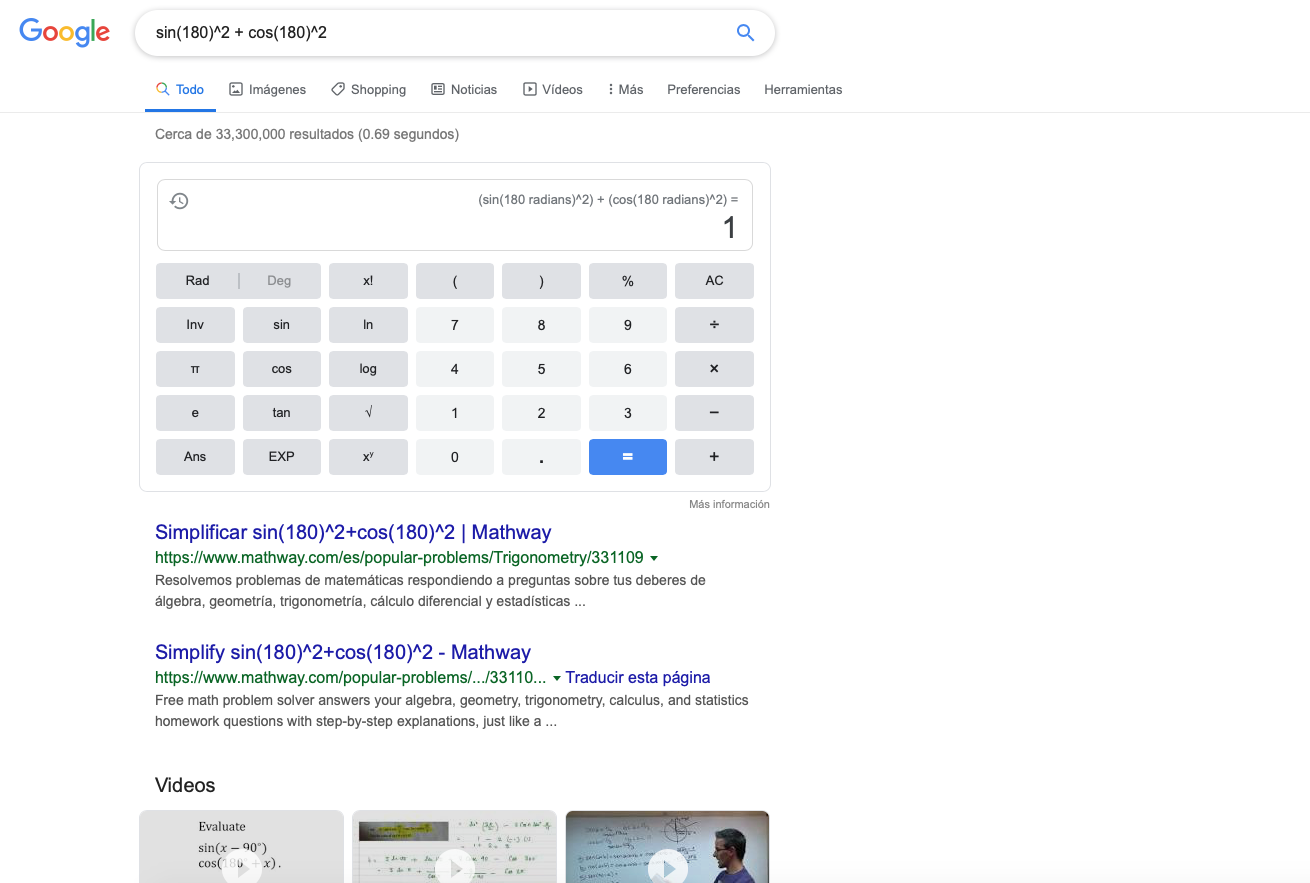 Google
sin(180)^2 + cos(180)^2
Todo Imágenes Shopping Noticias Vídeos Más Preferencias Herramientas
Cerca de 33,300,000 resultados (0.69 segundos)
(sin(180 radians)^2) + (cos(180 radians)^2) =
1
Rad | Deg x! ( ) % AC
Inv sin ln 7 8 9 ÷
π cos log 4 5 6 ×
e tan √ 1 2 3 −
Ans EXP xʸ 0 . = +
Más información
Simplificar sin(180)^2+cos(180)^2 | Mathway
https://www.mathway.com/es/popular-problems/Trigonometry/331109
Resolvemos problemas de matemáticas respondiendo a preguntas sobre tus deberes de
álgebra, geometría, trigonometría, cálculo diferencial y estadísticas ...
Simplify sin(180)^2+cos(180)^2 - Mathway
https://www.mathway.com/popular-problems/.../33110... Traducir esta página
Free math problem solver answers your algebra, geometry, trigonometry, calculus, and statistics
homework questions with step-by-step explanations, just like a ...
Videos
Evaluate
sin(x − 90°)
cos(180° + x).